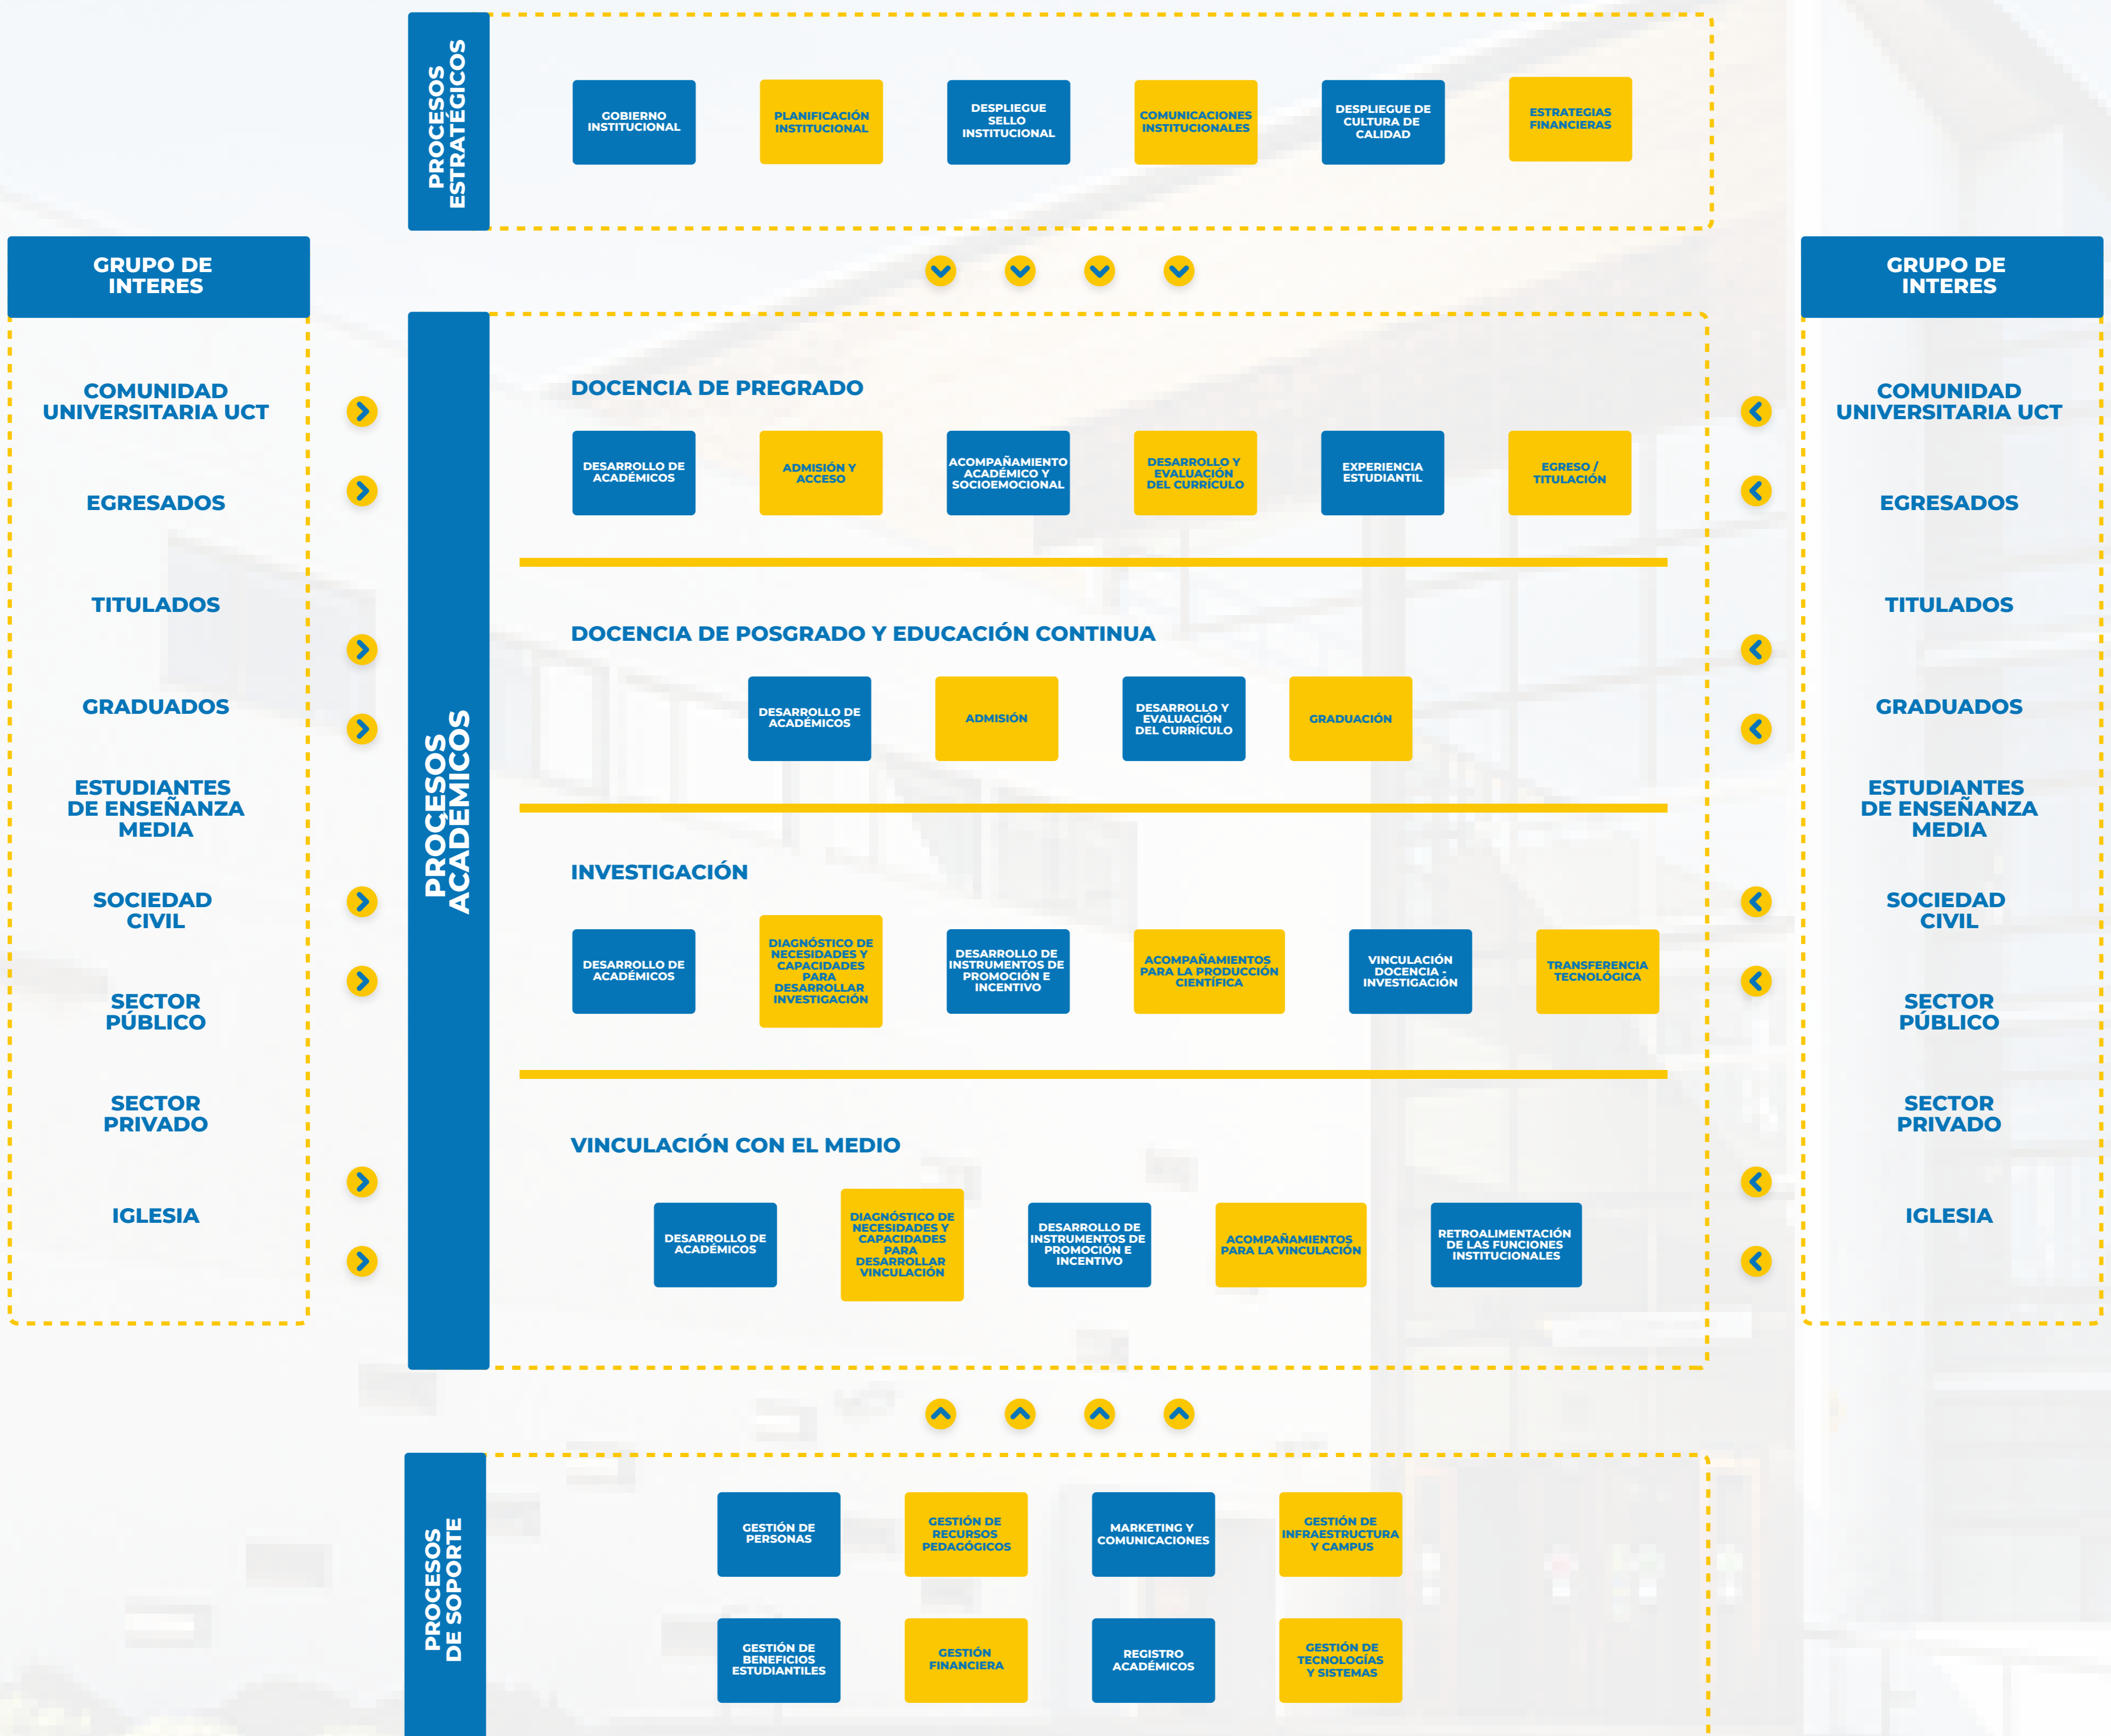 PROCESOS
ESTRATÉGICOS
GOBIERNO
INSTITUCIONAL
PLANIFICACIÓN
INSTITUCIONAL
DESPLIEGUE
SELLO
INSTITUCIONAL
COMUNICACIONES
INSTITUCIONALES
DESPLIEGUE DE
CULTURA DE
CALIDAD
ESTRATEGIAS
FINANCIERAS
GRUPO DE
INTERES
COMUNIDAD
UNIVERSITARIA UCT
EGRESADOS
TITULADOS
GRADUADOS
ESTUDIANTES
DE ENSEÑANZA
MEDIA
SOCIEDAD
CIVIL
SECTOR
PÚBLICO
SECTOR
PRIVADO
IGLESIA
PROCESOS
ACADÉMICOS
DOCENCIA DE PREGRADO
DESARROLLO DE
ACADÉMICOS
ADMISIÓN Y
ACCESO
ACOMPAÑAMIENTO
ACADÉMICO Y
SOCIOEMOCIONAL
DESARROLLO Y
EVALUACIÓN
DEL CURRÍCULO
EXPERIENCIA
ESTUDIANTIL
EGRESO /
TITULACIÓN
DOCENCIA DE POSGRADO Y EDUCACIÓN CONTINUA
DESARROLLO DE
ACADÉMICOS
ADMISIÓN
DESARROLLO Y
EVALUACIÓN
DEL CURRÍCULO
GRADUACIÓN
INVESTIGACIÓN
DESARROLLO DE
ACADÉMICOS
DIAGNÓSTICO DE
NECESIDADES Y
CAPACIDADES
PARA
DESARROLLAR
INVESTIGACIÓN
DESARROLLO DE
INSTRUMENTOS DE
PROMOCIÓN E
INCENTIVO
ACOMPAÑAMIENTOS
PARA LA PRODUCCIÓN
CIENTÍFICA
VINCULACIÓN
DOCENCIA -
INVESTIGACIÓN
TRANSFERENCIA
TECNOLÓGICA
VINCULACIÓN CON EL MEDIO
DESARROLLO DE
ACADÉMICOS
DIAGNÓSTICO DE
NECESIDADES Y
CAPACIDADES
PARA
DESARROLLAR
VINCULACIÓN
DESARROLLO DE
INSTRUMENTOS DE
PROMOCIÓN E
INCENTIVO
ACOMPAÑAMIENTOS
PARA LA VINCULACIÓN
RETROALIMENTACIÓN
DE LAS FUNCIONES
INSTITUCIONALES
GRUPO DE
INTERES
COMUNIDAD
UNIVERSITARIA UCT
EGRESADOS
TITULADOS
GRADUADOS
ESTUDIANTES
DE ENSEÑANZA
MEDIA
SOCIEDAD
CIVIL
SECTOR
PÚBLICO
SECTOR
PRIVADO
IGLESIA
PROCESOS
DE SOPORTE
GESTIÓN DE
PERSONAS
GESTIÓN DE
RECURSOS
PEDAGÓGICOS
MARKETING Y
COMUNICACIONES
GESTIÓN DE
INFRAESTRUCTURA
Y CAMPUS
GESTIÓN DE
BENEFICIOS
ESTUDIANTILES
GESTIÓN
FINANCIERA
REGISTRO
ACADÉMICOS
GESTIÓN DE
TECNOLOGÍAS
Y SISTEMAS